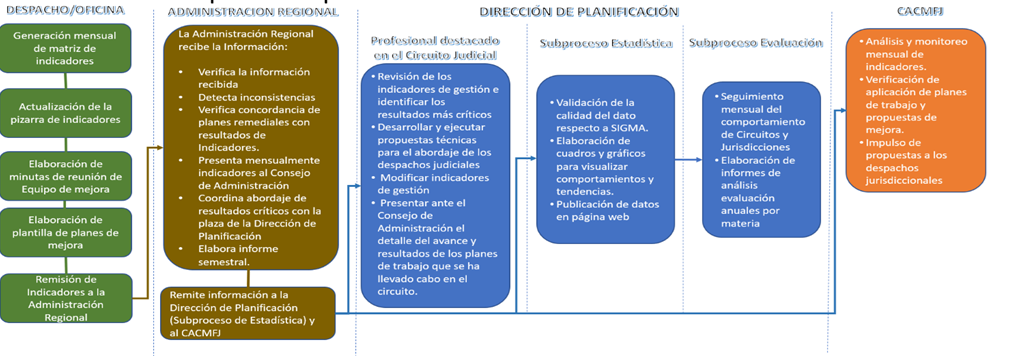 DESPACHO/OFICINA
Generación mensual
de matriz de
indicadores
Actualización de la
pizarra de indicadores
Elaboración de
minutas de reunión de
Equipo de mejora
Elaboración de
plantilla de planes de
mejora
Remisión de
Indicadores a la
Administración
Regional
ADMINISTRACION REGIONAL
La Administración Regional
recibe la Información:
• Verifica la información
recibida
• Detecta inconsistencias
• Verifica concordancia de
planes remediales con
resultados de
Indicadores.
• Presenta mensualmente
indicadores al Consejo
de Administración
• Coordina abordaje de
resultados críticos con la
plaza de la Dirección de
Planificación
• Elabora informe
semestral.
Remite información a la
Dirección de Planificación
(Subproceso de Estadística) y
al CACMFJ
DIRECCIÓN DE PLANIFICACIÓN
Profesional destacado
en el Circuito Judicial
• Revisión de los
indicadores de gestión e
identificar los
resultados más críticos
• Desarrollar y ejecutar
propuestas técnicas
para el abordaje de los
despachos judiciales
• Modificar indicadores
de gestión
• Presentar ante el
Consejo de
Administración el
detalle del avance y
resultados de los planes
de trabajo que se ha
llevado cabo en el
circuito.
Subproceso Estadística
• Validación de la
calidad del dato
respecto a SIGMA.
• Elaboración de
cuadros y gráficos
para visualizar
comportamientos y
tendencias.
• Publicación de datos
en página web
Subproceso Evaluación
• Seguimiento
mensual del
comportamiento
de Circuitos y
Jurisdicciones
• Elaboración de
informes de
análisis
evaluación
anuales por
materia
CACMFJ
• Análisis y monitoreo
mensual de
indicadores.
• Verificación de
aplicación de planes
de trabajo y
propuestas de
mejora.
• Impulso de
propuestas a los
despachos
jurisdiccionales